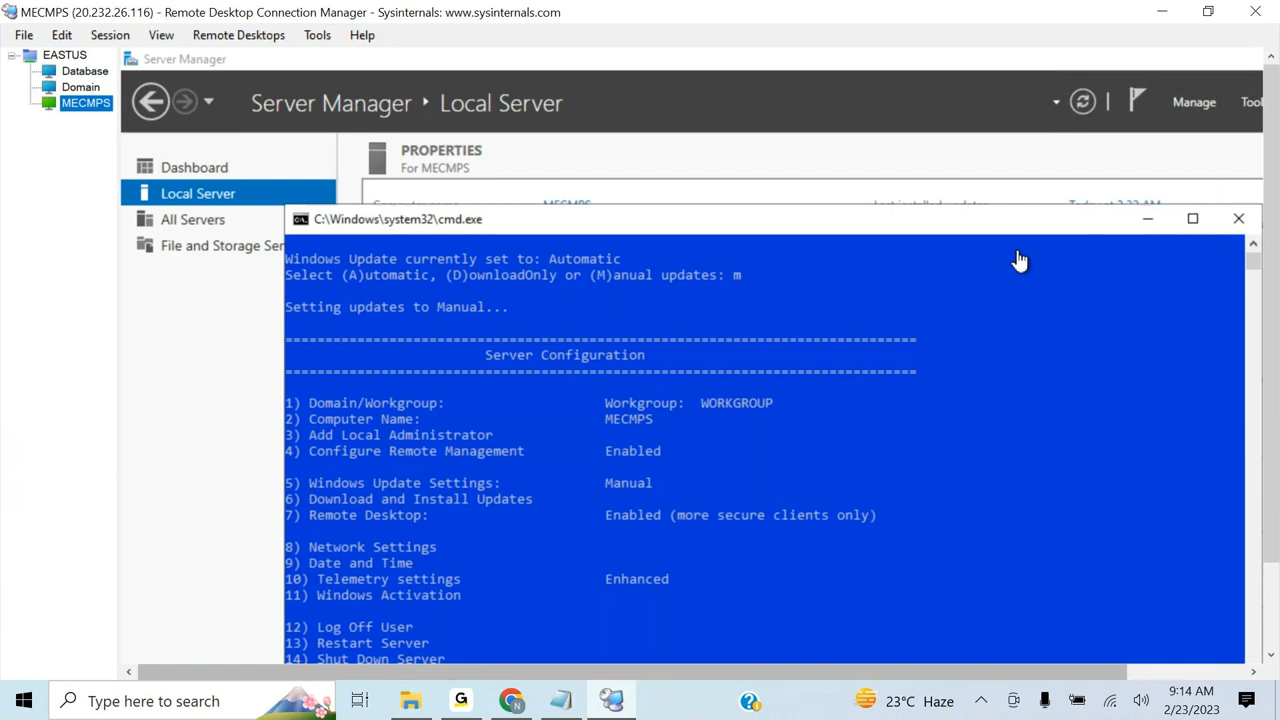 MECMPS (20.232.26.116) - Remote Desktop Connection Manager - Sysinternals: www.sysinternals.com
File Edit Session View Remote Desktops Tools Help
EASTUS
Database
Domain
MECMPS
Server Manager
Server Manager ‣ Local Server
Manage
Tool
Dashboard
Local Server
All Servers
File and Storage Ser
PROPERTIES
For MECMPS
C:\Windows\system32\cmd.exe
Windows Update currently set to: Automatic
Select (A)utomatic, (D)ownloadOnly or (M)anual updates: m
Setting updates to Manual...
===============================================================================
Server Configuration
===============================================================================
1) Domain/Workgroup: Workgroup: WORKGROUP
2) Computer Name: MECMPS
3) Add Local Administrator
4) Configure Remote Management Enabled
5) Windows Update Settings: Manual
6) Download and Install Updates
7) Remote Desktop: Enabled (more secure clients only)
8) Network Settings
9) Date and Time
10) Telemetry settings Enhanced
11) Windows Activation
12) Log Off User
13) Restart Server
14) Shut Down Server
Type here to search
23°C Haze
9:14 AM
2/23/2023